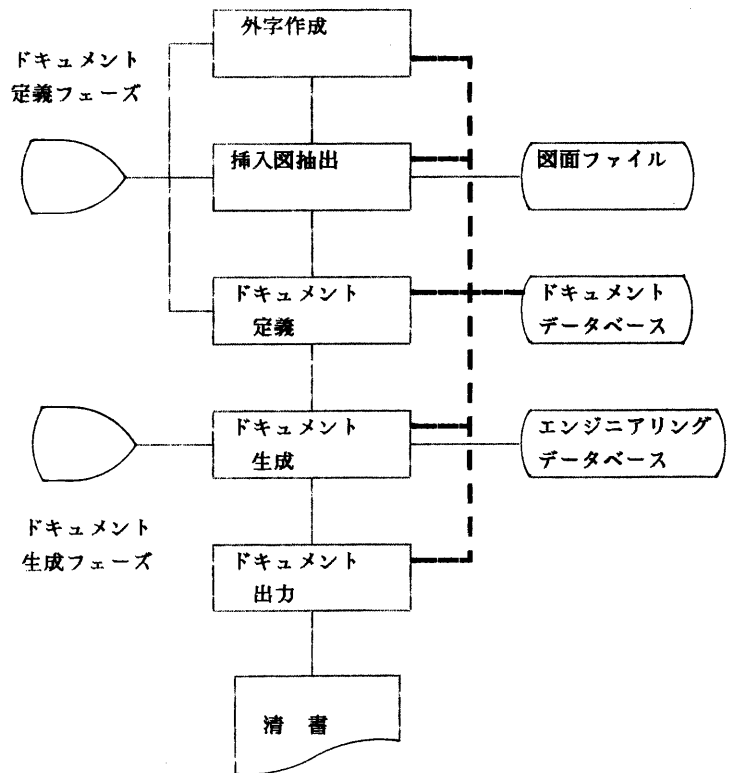 外字作成
ドキュメント
定義フェーズ
挿入図抽出
図面ファイル
ドキュメント
定義
ドキュメント
データベース
ドキュメント
生成
エンジニアリング
データベース
ドキュメント
生成フェーズ
ドキュメント
出力
清書